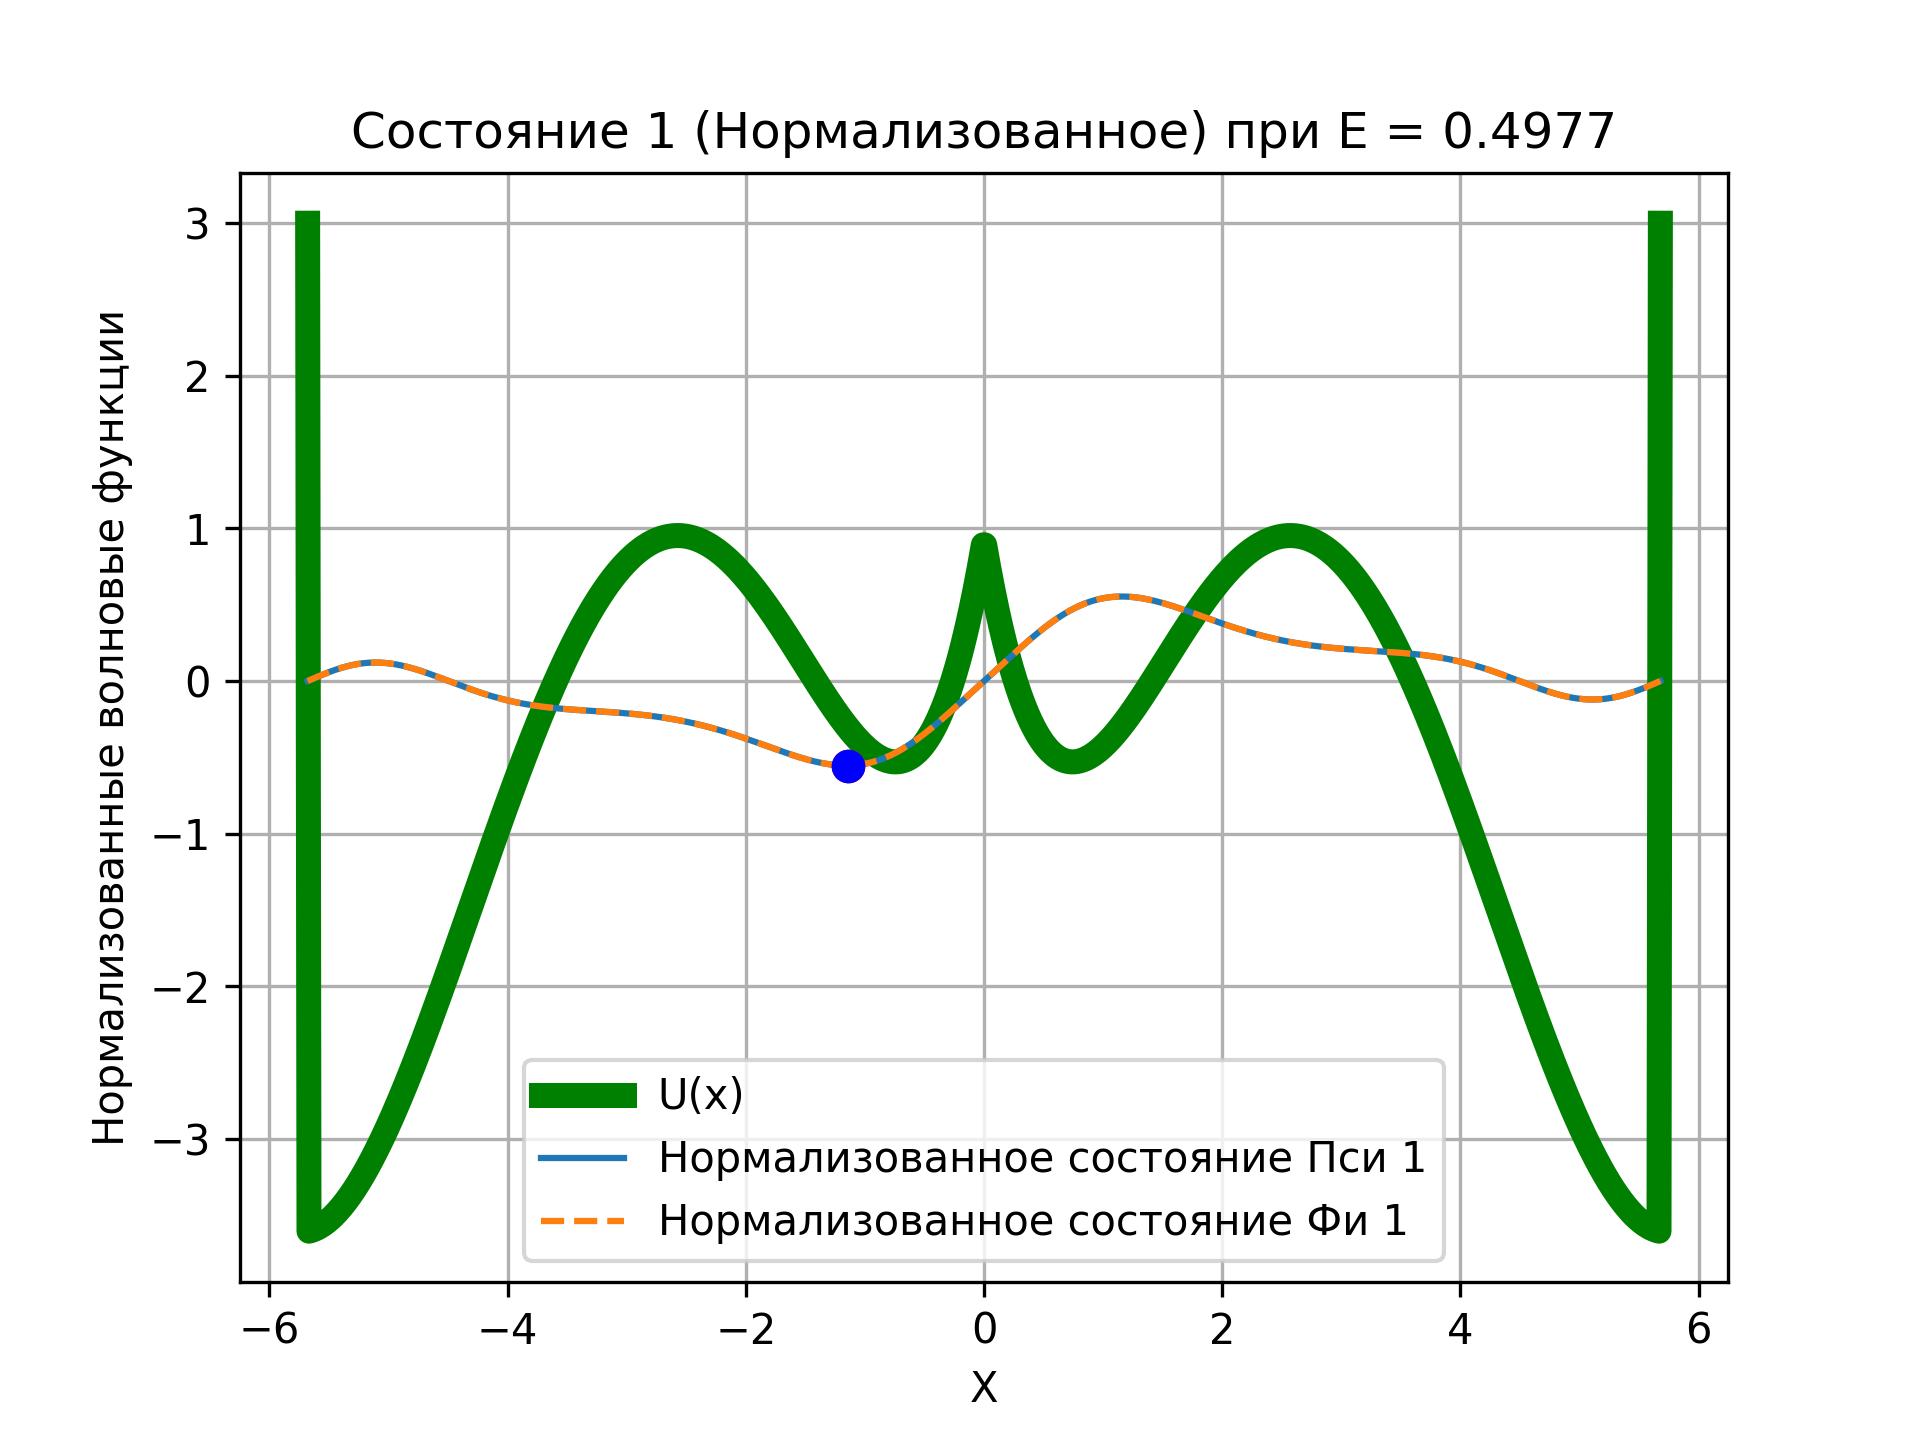 Состояние 1 (Нормализованное) при E = 0.4977
Нормализованные волновые функции
3
2
1
0
−1
−2
−3
U(x)
Нормализованное состояние Пси 1
Нормализованное состояние Фи 1
−6
−4
−2
0
2
4
6
X